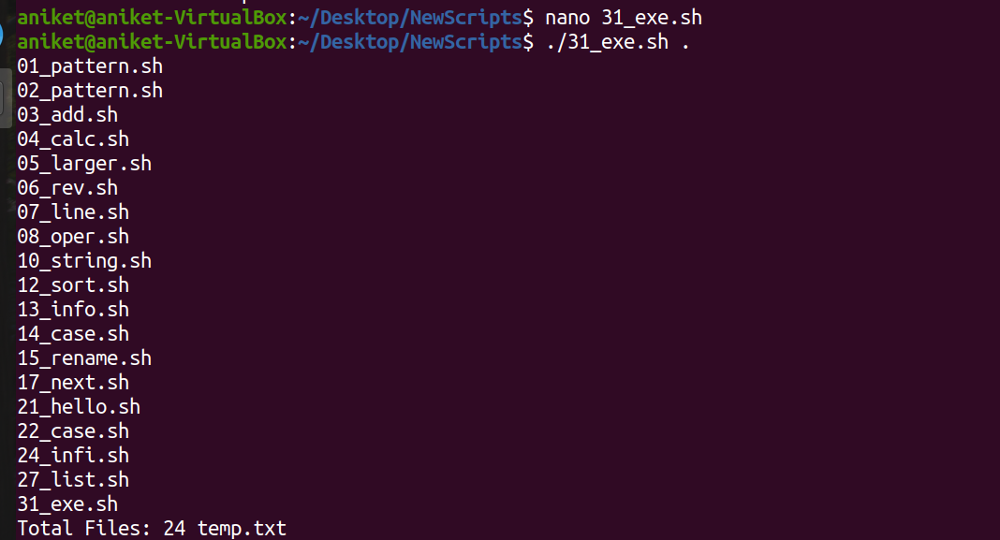 aniket@aniket-VirtualBox:~/Desktop/NewScripts$ nano 31_exe.sh
aniket@aniket-VirtualBox:~/Desktop/NewScripts$ ./31_exe.sh .
01_pattern.sh
02_pattern.sh
03_add.sh
04_calc.sh
05_larger.sh
06_rev.sh
07_line.sh
08_oper.sh
10_string.sh
12_sort.sh
13_info.sh
14_case.sh
15_rename.sh
17_next.sh
21_hello.sh
22_case.sh
24_infi.sh
27_list.sh
31_exe.sh
Total Files: 24 temp.txt